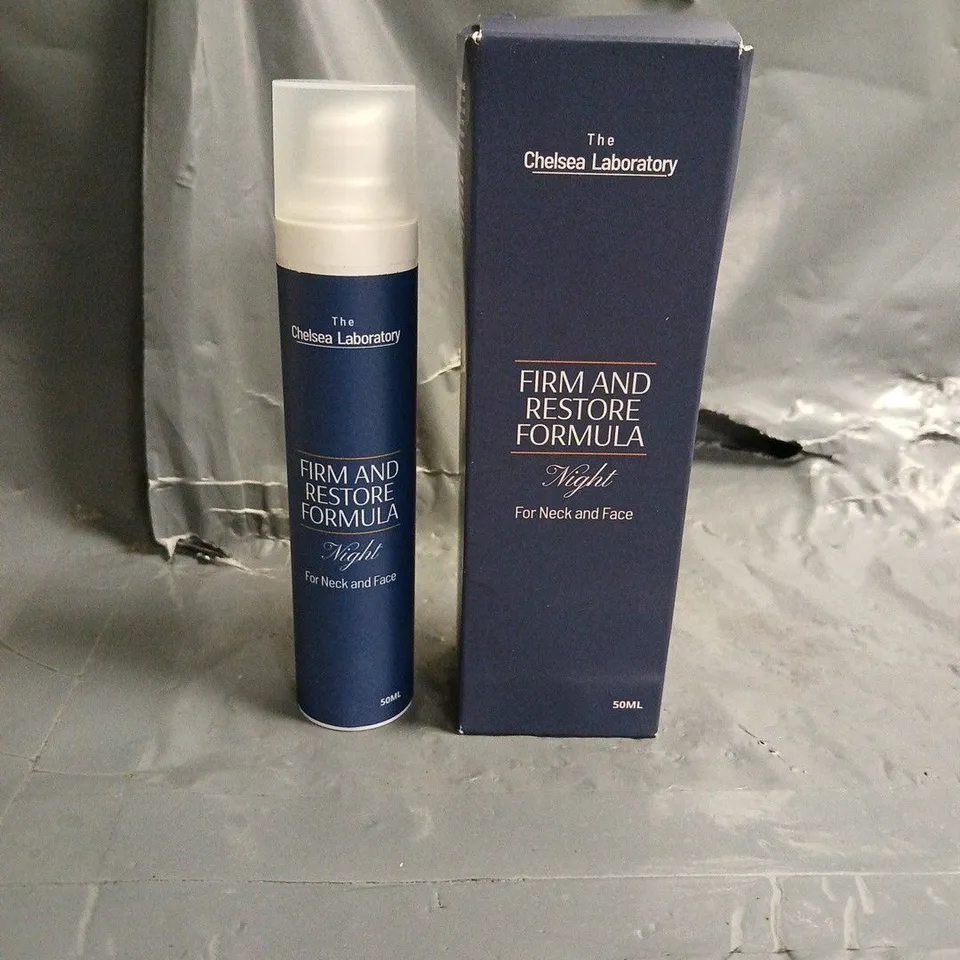 The
Chelsea Laboratory
FIRM AND
RESTORE
FORMULA
Night
For Neck and Face
50ML
The
Chelsea Laboratory
FIRM AND
RESTORE
FORMULA
Night
For Neck and Face
50ML